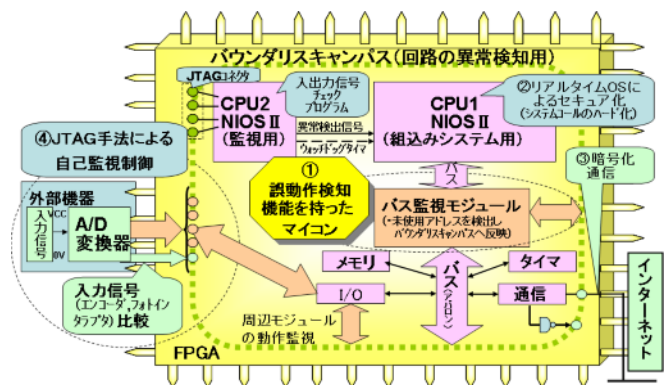 バウンダリスキャンパス(回路の異常検知用)
JTAGコネクタ
CPU2
NIOSⅡ
(監視用)
入出力信号
チェック
プログラム
異常検出信号
ウォッチドッグタイマ
CPU1
NIOSⅡ
(組込みシステム用)
②リアルタイムOSに
よるセキュア化
(システムコールのハード化)
④JTAG手法による
自己監視制御
①
誤動作検知
機能を持った
マイコン
バス
③暗号化
通信
外部機器
入力信号
VCC
0V
A/D
変換器
バス監視モジュール
(・未使用アドレスを検出し
バウンダリスキャンパスへ反映)
メモリ
タイマ
バス(アバロン)
I/O
通信
入力信号
(エンコーダ,フォトイン
タラプタ)比較
周辺モジュール
の動作監視
FPGA
インターネット